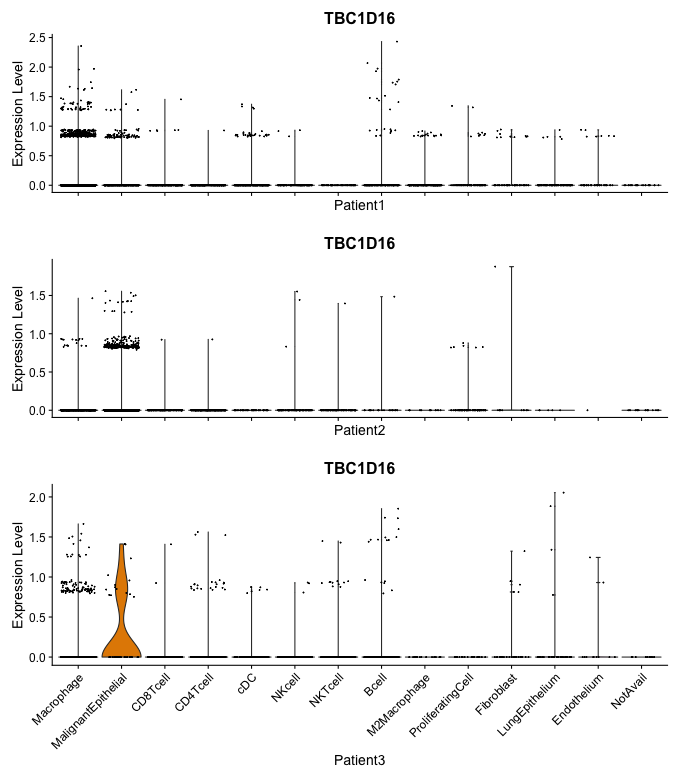 TBC1D16
Expression Level
2.5
2.0
1.5
1.0
0.5
0.0
Patient1
TBC1D16
Expression Level
1.5
1.0
0.5
0.0
Patient2
TBC1D16
Expression Level
2.0
1.5
1.0
0.5
0.0
Macrophage
MalignantEpithelial
CD8Tcell
CD4Tcell
cDC
NKcell
NKTcell
Bcell
M2Macrophage
ProliferatingCell
Fibroblast
LungEpithelium
Endothelium
NotAvail
Patient3